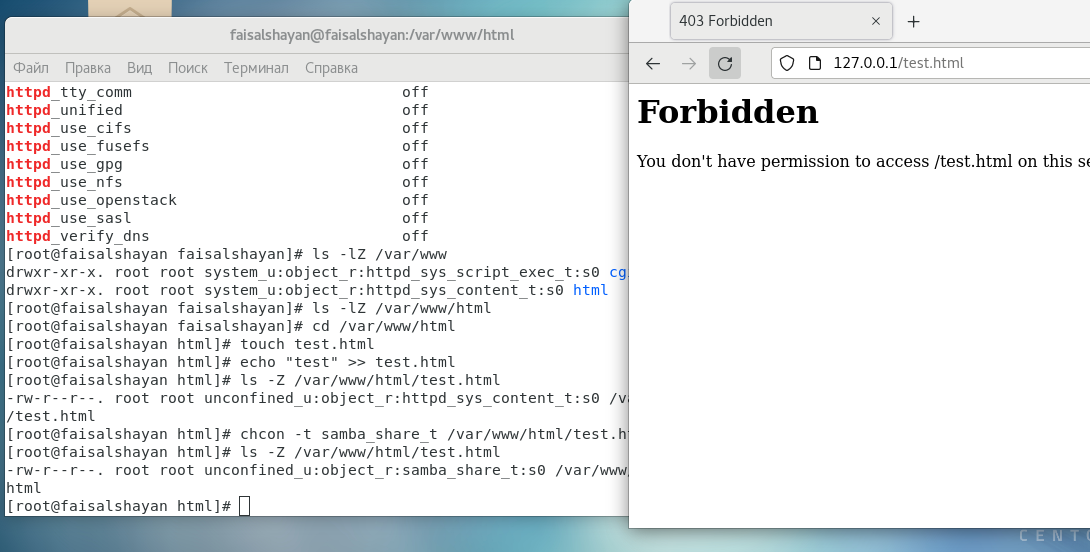 faisalshayan@faisalshayan:/var/www/html
Файл Правка Вид Поиск Терминал Справка
httpd_tty_comm off
httpd_unified off
httpd_use_cifs off
httpd_use_fusefs off
httpd_use_gpg off
httpd_use_nfs off
httpd_use_openstack off
httpd_use_sasl off
httpd_verify_dns off
[root@faisalshayan faisalshayan]# ls -lZ /var/www
drwxr-xr-x. root root system_u:object_r:httpd_sys_script_exec_t:s0 cg
drwxr-xr-x. root root system_u:object_r:httpd_sys_content_t:s0 html
[root@faisalshayan faisalshayan]# ls -lZ /var/www/html
[root@faisalshayan faisalshayan]# cd /var/www/html
[root@faisalshayan html]# touch test.html
[root@faisalshayan html]# echo "test" >> test.html
[root@faisalshayan html]# ls -Z /var/www/html/test.html
-rw-r--r--. root root unconfined_u:object_r:httpd_sys_content_t:s0 /va
/test.html
[root@faisalshayan html]# chcon -t samba_share_t /var/www/html/test.h
[root@faisalshayan html]# ls -Z /var/www/html/test.html
-rw-r--r--. root root unconfined_u:object_r:samba_share_t:s0 /var/www/
html
[root@faisalshayan html]#
403 Forbidden
127.0.0.1/test.html
Forbidden
You don't have permission to access /test.html on this se
CENT